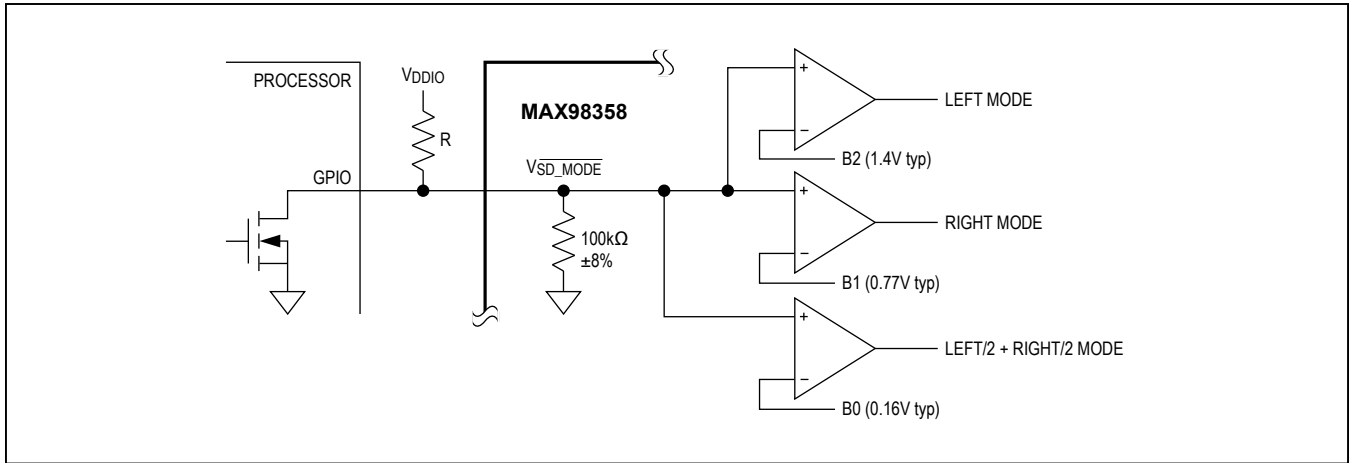 PROCESSOR
VDDIO
R
GPIO
MAX98358
VSD_MODE
100kΩ
±8%
+
−
LEFT MODE
B2 (1.4V typ)
+
−
RIGHT MODE
B1 (0.77V typ)
+
−
LEFT/2 + RIGHT/2 MODE
B0 (0.16V typ)